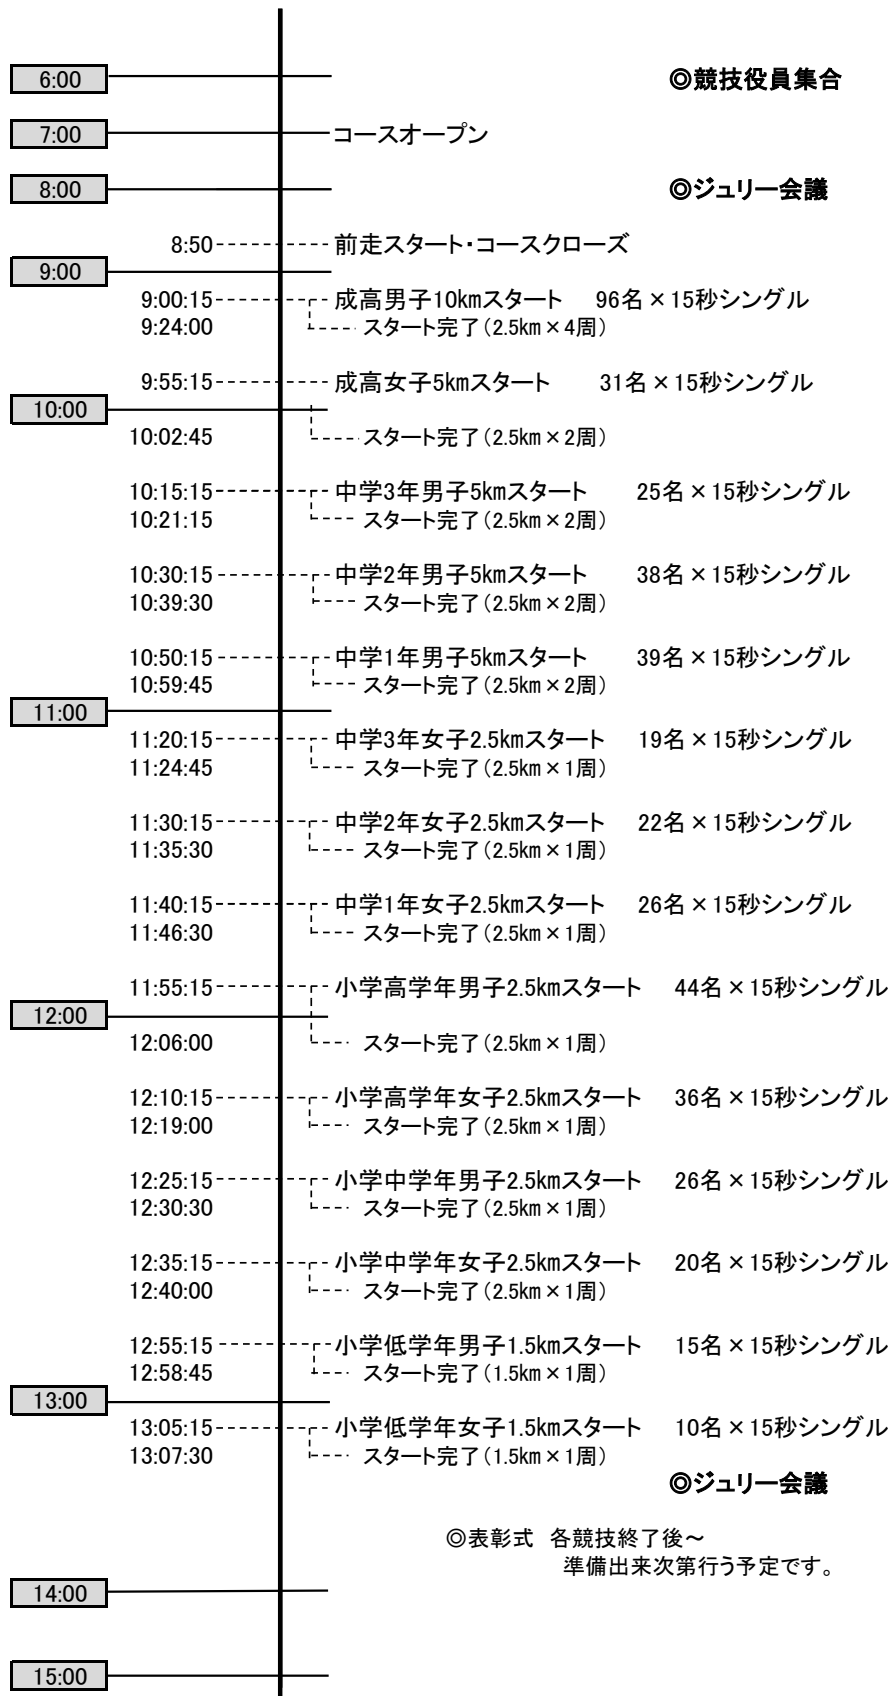 6:00 ◎競技役員集合
7:00 コースオープン
8:00 ◎ジュリー会議
8:50 前走スタート・コースクローズ
9:00
9:00:15 成高男子10kmスタート 96名×15秒シングル
9:24:00 スタート完了(2.5km×4周)
9:55:15 成高女子5kmスタート 31名×15秒シングル
10:00
10:02:45 スタート完了(2.5km×2周)
10:15:15 中学3年男子5kmスタート 25名×15秒シングル
10:21:15 スタート完了(2.5km×2周)
10:30:15 中学2年男子5kmスタート 38名×15秒シングル
10:39:30 スタート完了(2.5km×2周)
10:50:15 中学1年男子5kmスタート 39名×15秒シングル
10:59:45 スタート完了(2.5km×2周)
11:00
11:20:15 中学3年女子2.5kmスタート 19名×15秒シングル
11:24:45 スタート完了(2.5km×1周)
11:30:15 中学2年女子2.5kmスタート 22名×15秒シングル
11:35:30 スタート完了(2.5km×1周)
11:40:15 中学1年女子2.5kmスタート 26名×15秒シングル
11:46:30 スタート完了(2.5km×1周)
11:55:15 小学高学年男子2.5kmスタート 44名×15秒シングル
12:00
12:06:00 スタート完了(2.5km×1周)
12:10:15 小学高学年女子2.5kmスタート 36名×15秒シングル
12:19:00 スタート完了(2.5km×1周)
12:25:15 小学中学年男子2.5kmスタート 26名×15秒シングル
12:30:30 スタート完了(2.5km×1周)
12:35:15 小学中学年女子2.5kmスタート 20名×15秒シングル
12:40:00 スタート完了(2.5km×1周)
12:55:15 小学低学年男子1.5kmスタート 15名×15秒シングル
12:58:45 スタート完了(1.5km×1周)
13:00
13:05:15 小学低学年女子1.5kmスタート 10名×15秒シングル
13:07:30 スタート完了(1.5km×1周)
◎ジュリー会議
◎表彰式 各競技終了後～
準備出来次第行う予定です。
14:00
15:00